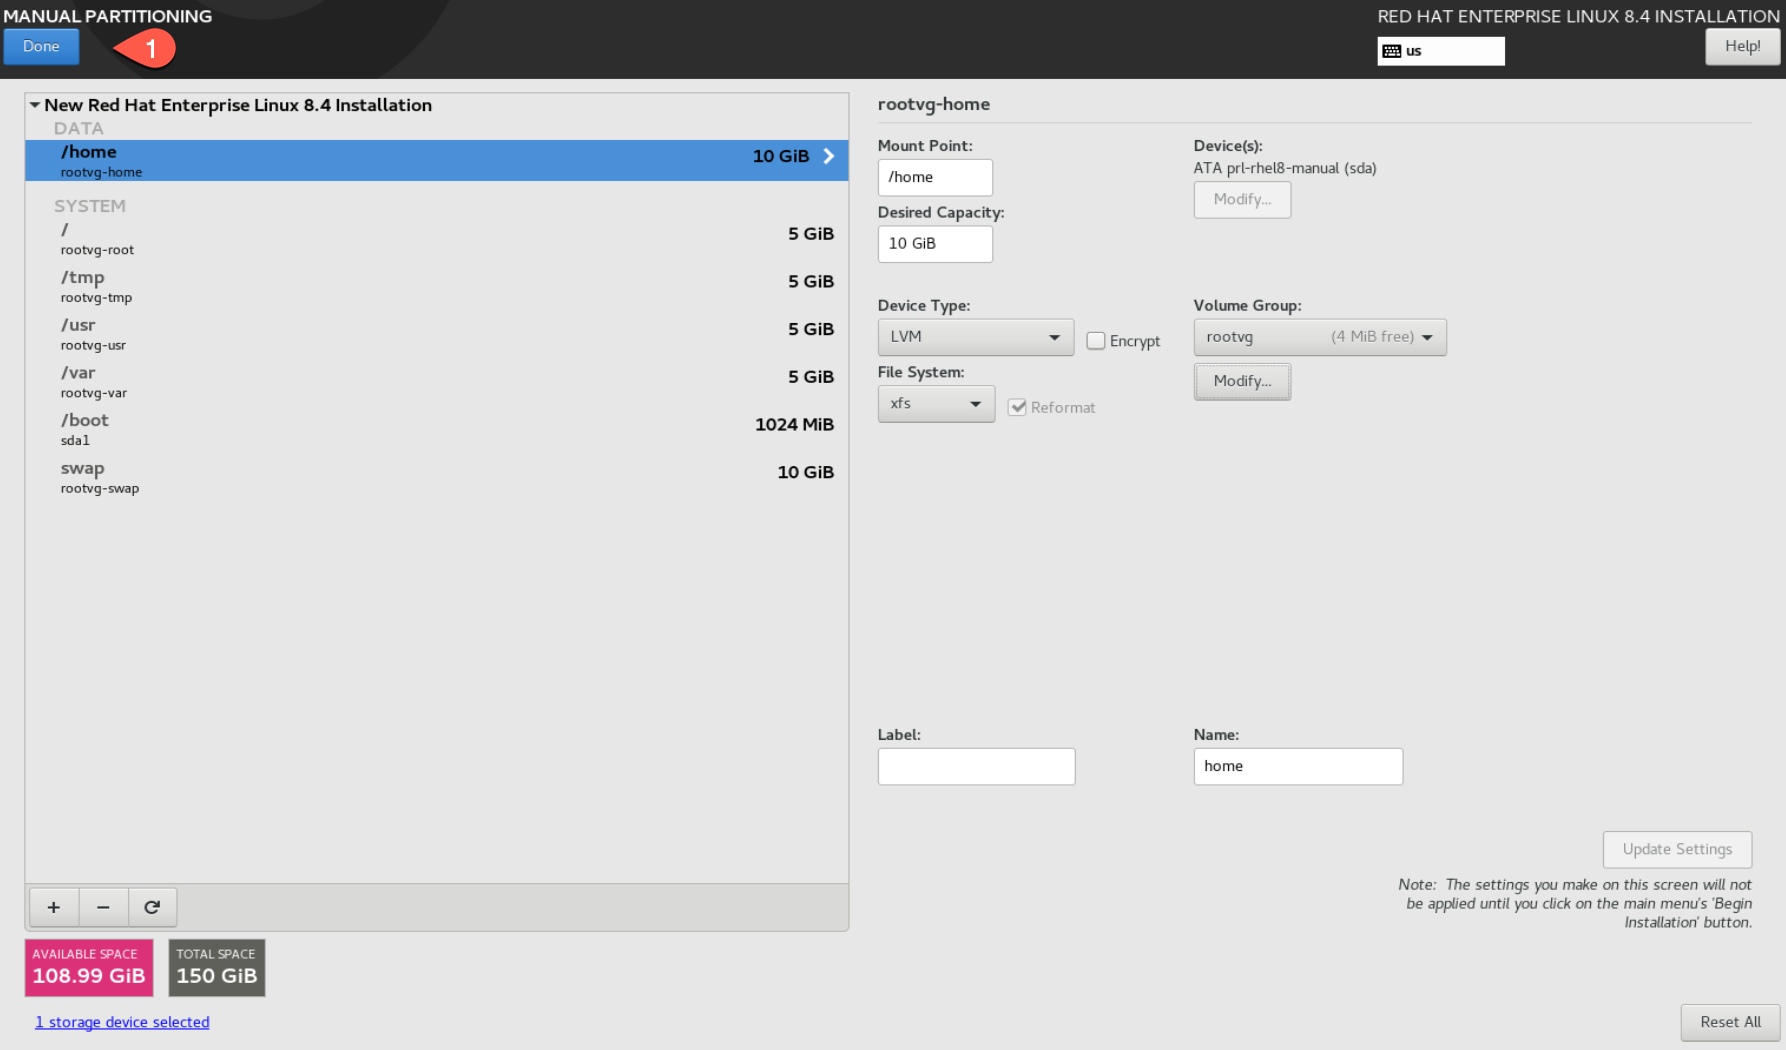 MANUAL PARTITIONING
RED HAT ENTERPRISE LINUX 8.4 INSTALLATION
Done
1
us
Help!
New Red Hat Enterprise Linux 8.4 Installation
DATA
/home
10 GiB
rootvg-home
SYSTEM
/
5 GiB
rootvg-root
/tmp
5 GiB
rootvg-tmp
/usr
5 GiB
rootvg-usr
/var
5 GiB
rootvg-var
/boot
1024 MiB
sda1
swap
10 GiB
rootvg-swap
+ −
AVAILABLE SPACE
108.99 GiB
TOTAL SPACE
150 GiB
1 storage device selected
rootvg-home
Mount Point:
/home
Device(s):
ATA prl-rhel8-manual (sda)
Modify...
Desired Capacity:
10 GiB
Device Type:
LVM
Encrypt
Volume Group:
rootvg (4 MiB free)
Modify...
File System:
xfs
Reformat
Label:
Name:
home
Update Settings
Note: The settings you make on this screen will not
be applied until you click on the main menu's 'Begin
Installation' button.
Reset All